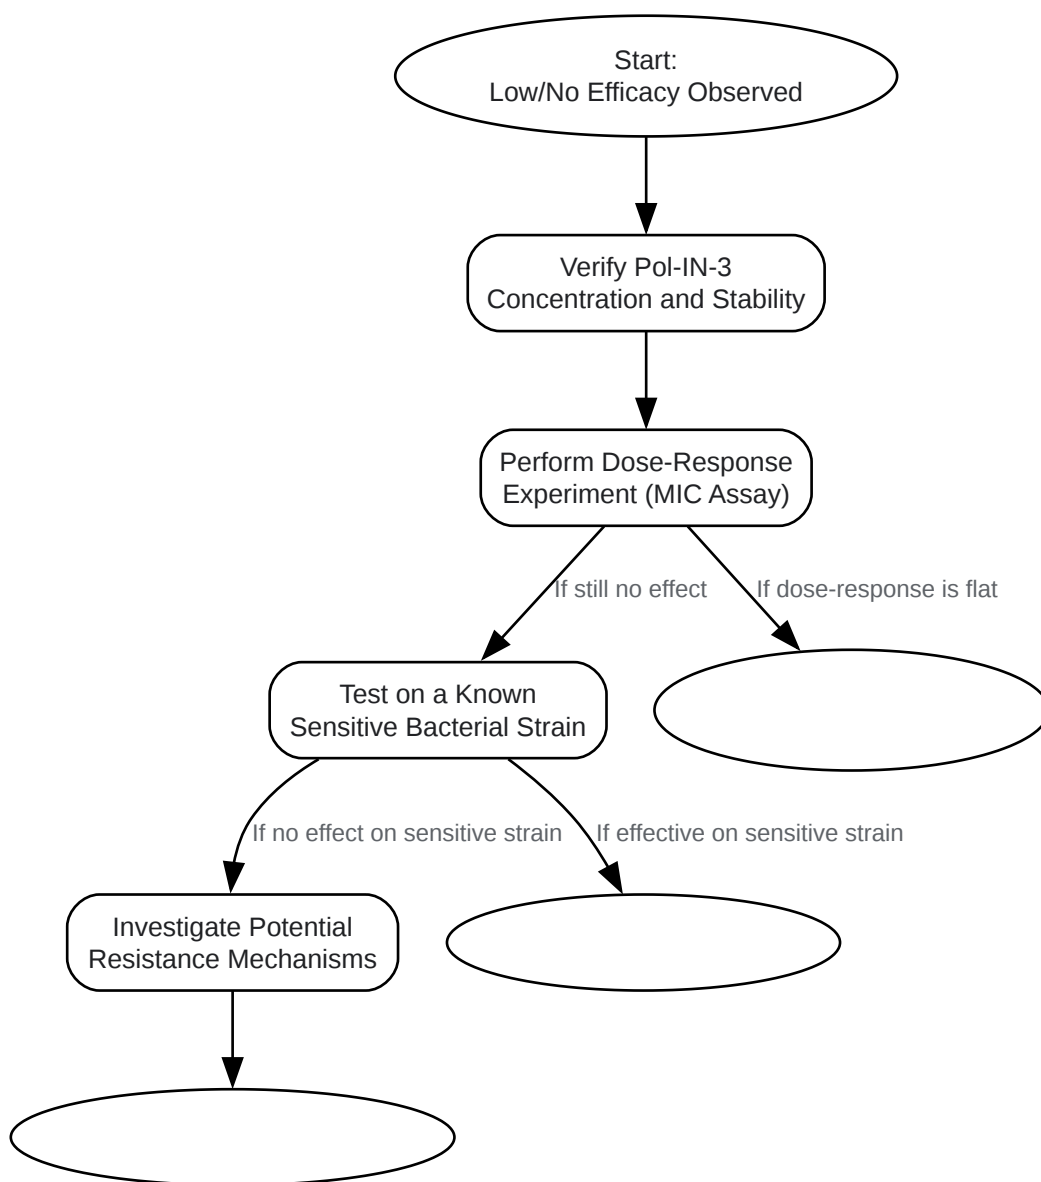 Start:
Low/No Efficacy Observed
Verify Pol-IN-3
Concentration and Stability
Perform Dose-Response
Experiment (MIC Assay)
If still no effect
If dose-response is flat
Test on a Known
Sensitive Bacterial Strain
If no effect on sensitive strain
If effective on sensitive strain
Investigate Potential
Resistance Mechanisms